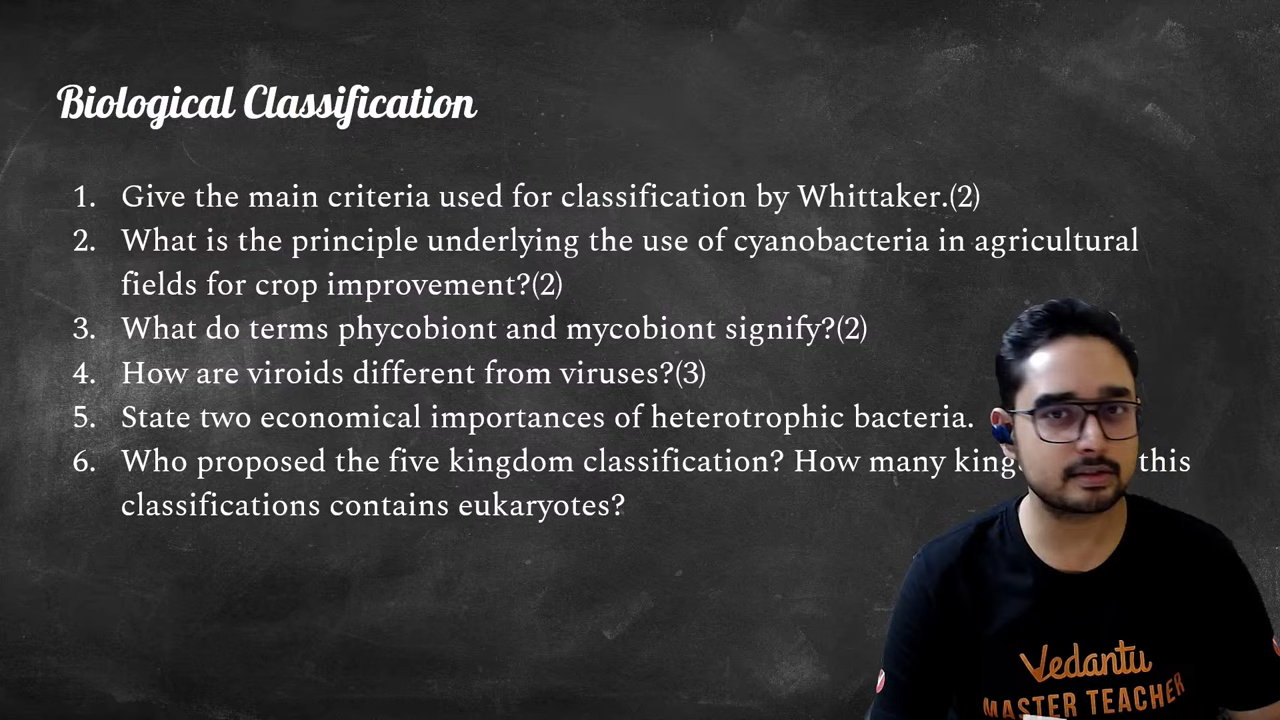 Biological Classification
1. Give the main criteria used for classification by Whittaker.(2)
2. What is the principle underlying the use of cyanobacteria in agricultural
fields for crop improvement?(2)
3. What do terms phycobiont and mycobiont signify?(2)
4. How are viroids different from viruses?(3)
5. State two economical importances of heterotrophic bacteria.
6. Who proposed the five kingdom classification? How many this
classifications contains eukaryotes?
Vedantu
MASTER TEACHER